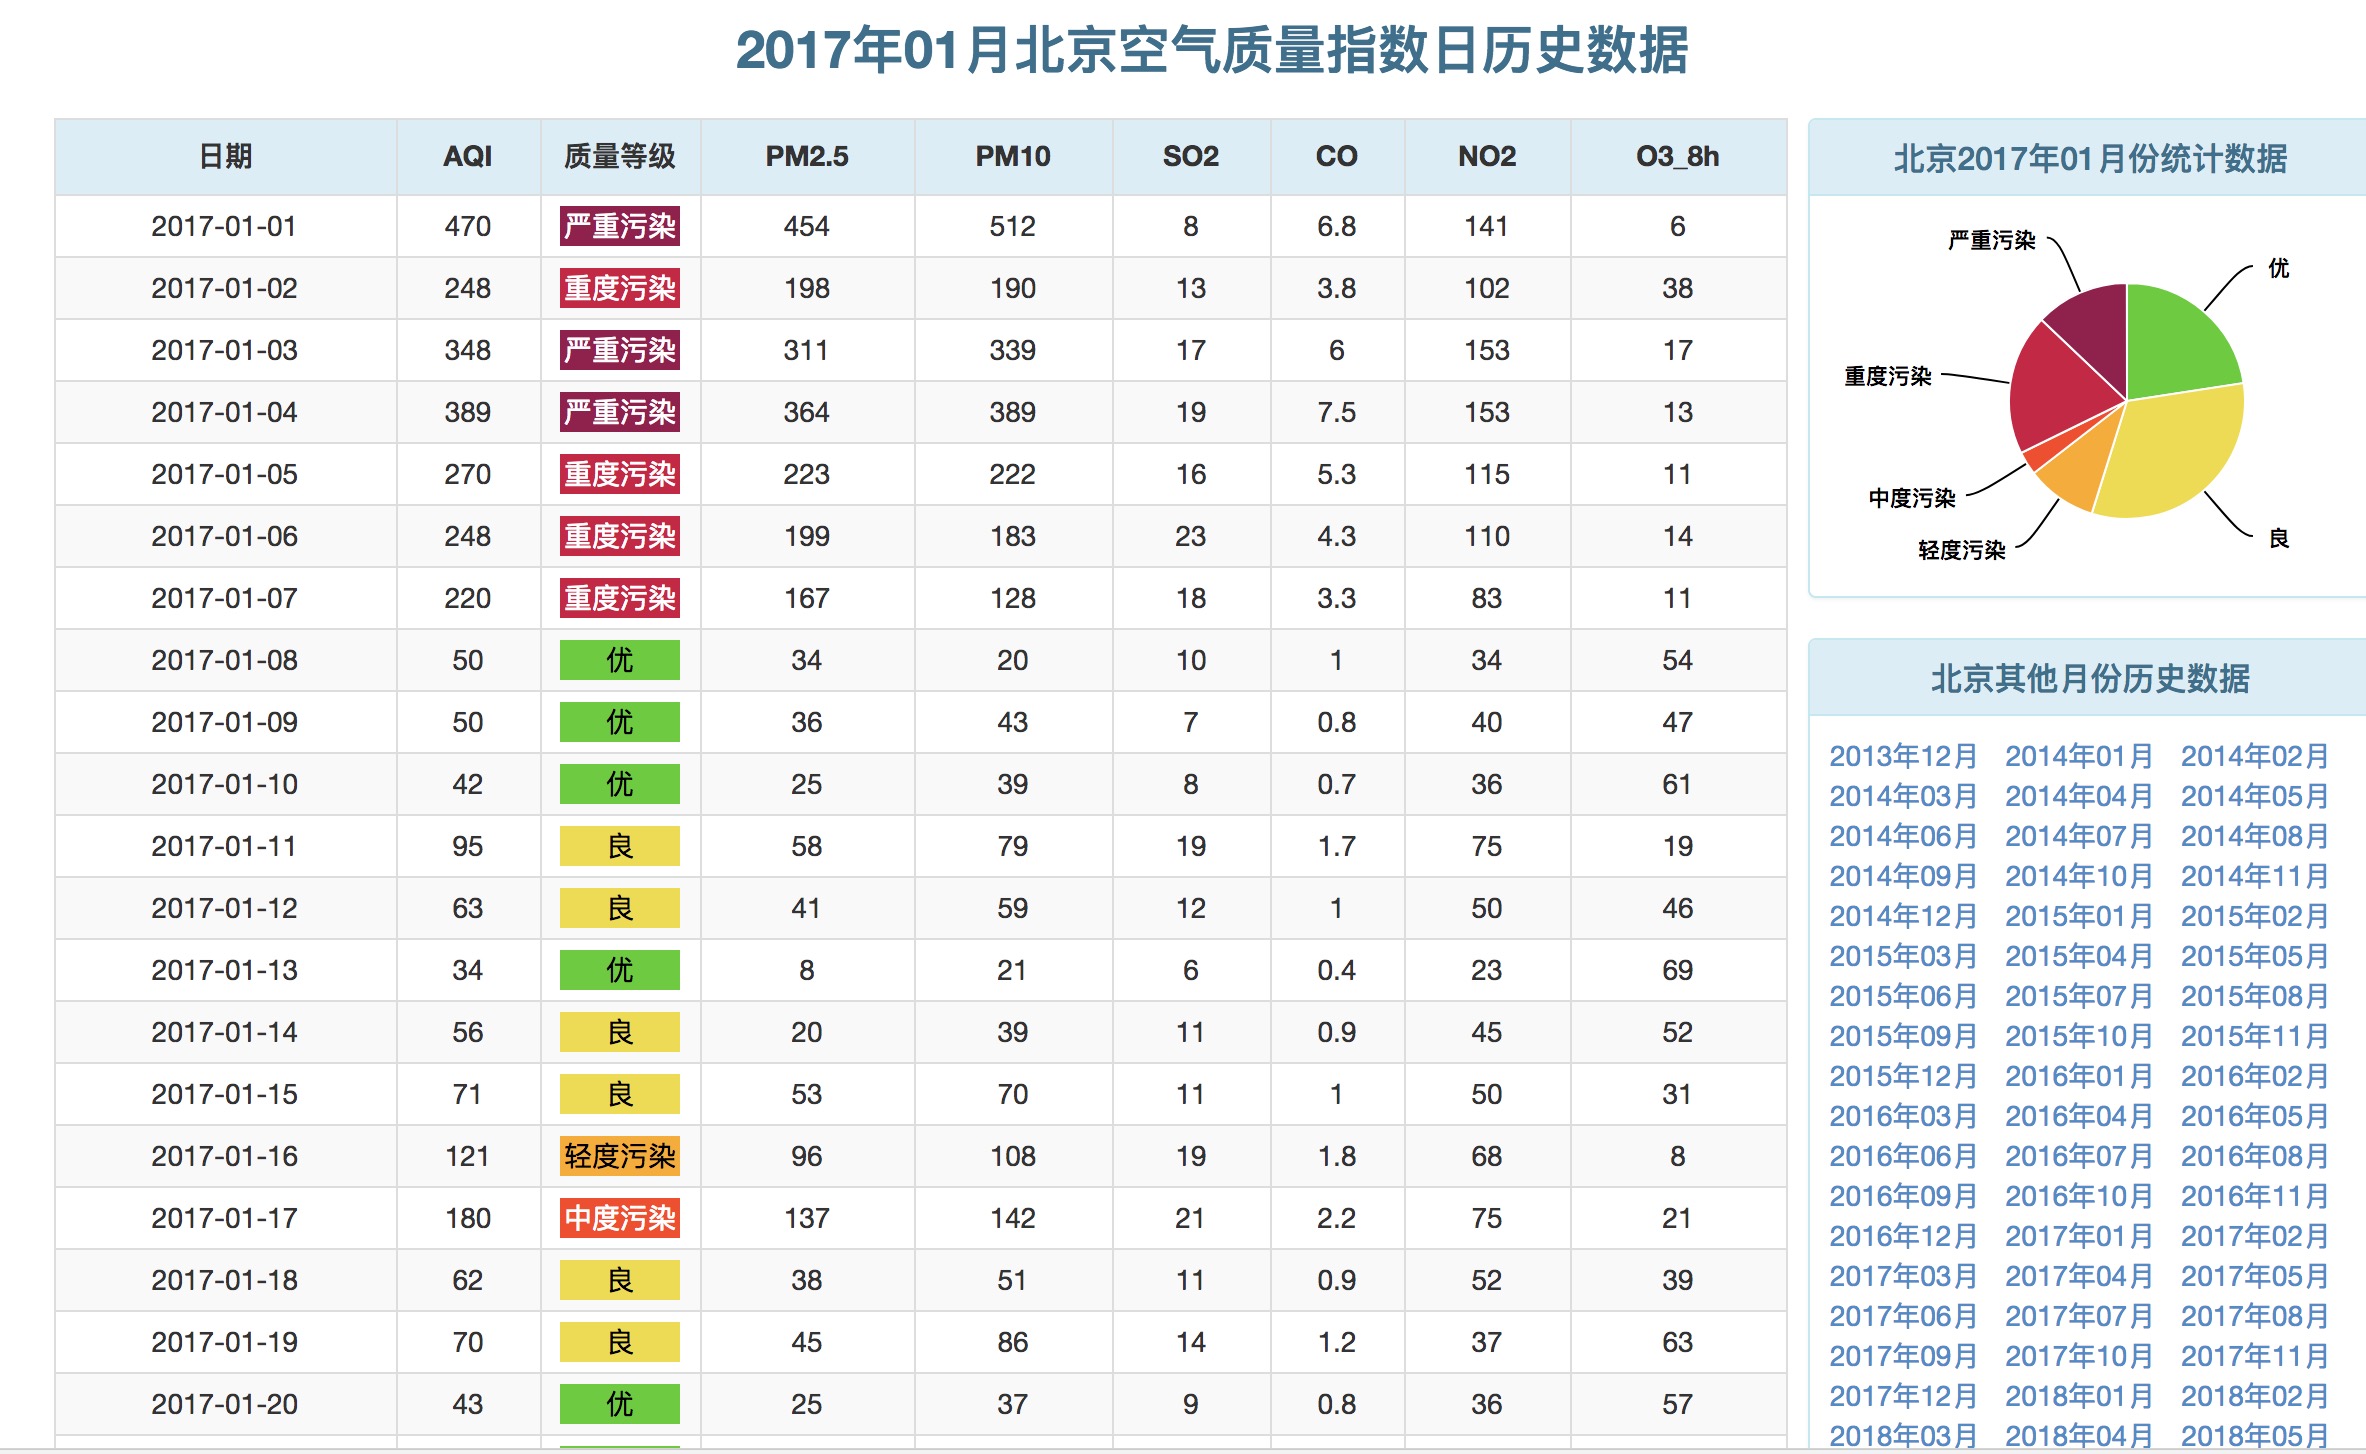 2017年01月北京空气质量指数日历史数据
日期 AQI 质量等级 PM2.5 PM10 SO2 CO NO2 O3_8h
2017-01-01 470 严重污染 454 512 8 6.8 141 6
2017-01-02 248 重度污染 198 190 13 3.8 102 38
2017-01-03 348 严重污染 311 339 17 6 153 17
2017-01-04 389 严重污染 364 389 19 7.5 153 13
2017-01-05 270 重度污染 223 222 16 5.3 115 11
2017-01-06 248 重度污染 199 183 23 4.3 110 14
2017-01-07 220 重度污染 167 128 18 3.3 83 11
2017-01-08 50 优 34 20 10 1 34 54
2017-01-09 50 优 36 43 7 0.8 40 47
2017-01-10 42 优 25 39 8 0.7 36 61
2017-01-11 95 良 58 79 19 1.7 75 19
2017-01-12 63 良 41 59 12 1 50 46
2017-01-13 34 优 8 21 6 0.4 23 69
2017-01-14 56 良 20 39 11 0.9 45 52
2017-01-15 71 良 53 70 11 1 50 31
2017-01-16 121 轻度污染 96 108 19 1.8 68 8
2017-01-17 180 中度污染 137 142 21 2.2 75 21
2017-01-18 62 良 38 51 11 0.9 52 39
2017-01-19 70 良 45 86 14 1.2 37 63
2017-01-20 43 优 25 37 9 0.8 36 57
北京2017年01月份统计数据
严重污染
优
重度污染
中度污染
良
轻度污染
北京其他月份历史数据
2013年12月 2014年01月 2014年02月
2014年03月 2014年04月 2014年05月
2014年06月 2014年07月 2014年08月
2014年09月 2014年10月 2014年11月
2014年12月 2015年01月 2015年02月
2015年03月 2015年04月 2015年05月
2015年06月 2015年07月 2015年08月
2015年09月 2015年10月 2015年11月
2015年12月 2016年01月 2016年02月
2016年03月 2016年04月 2016年05月
2016年06月 2016年07月 2016年08月
2016年09月 2016年10月 2016年11月
2016年12月 2017年01月 2017年02月
2017年03月 2017年04月 2017年05月
2017年06月 2017年07月 2017年08月
2017年09月 2017年10月 2017年11月
2017年12月 2018年01月 2018年02月
2018年03月 2018年04月 2018年05月